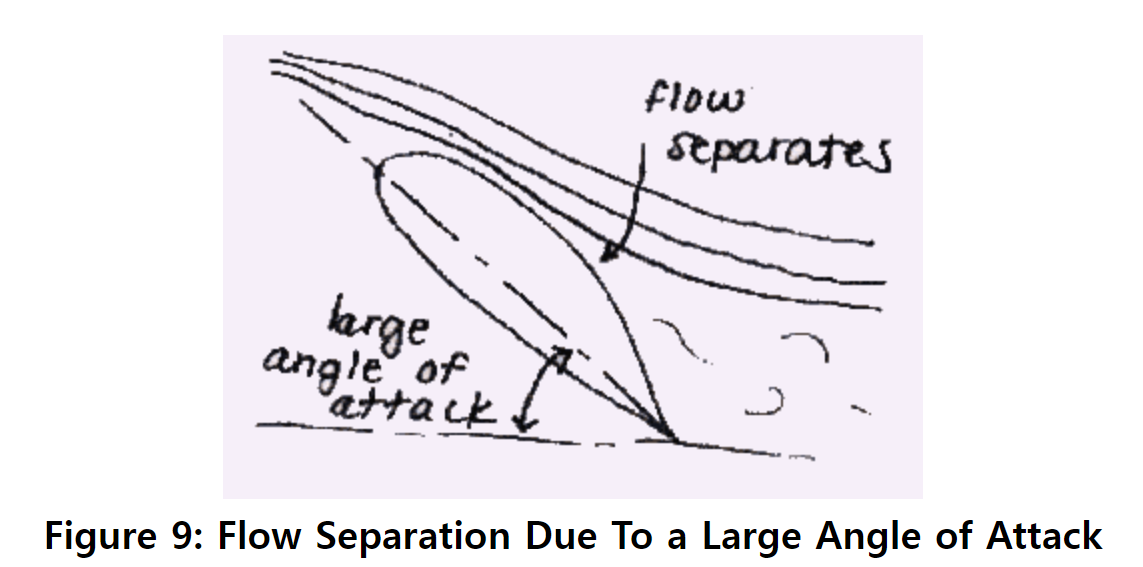 flow
separates
large
angle of
attack
Figure 9: Flow Separation Due To a Large Angle of Attack